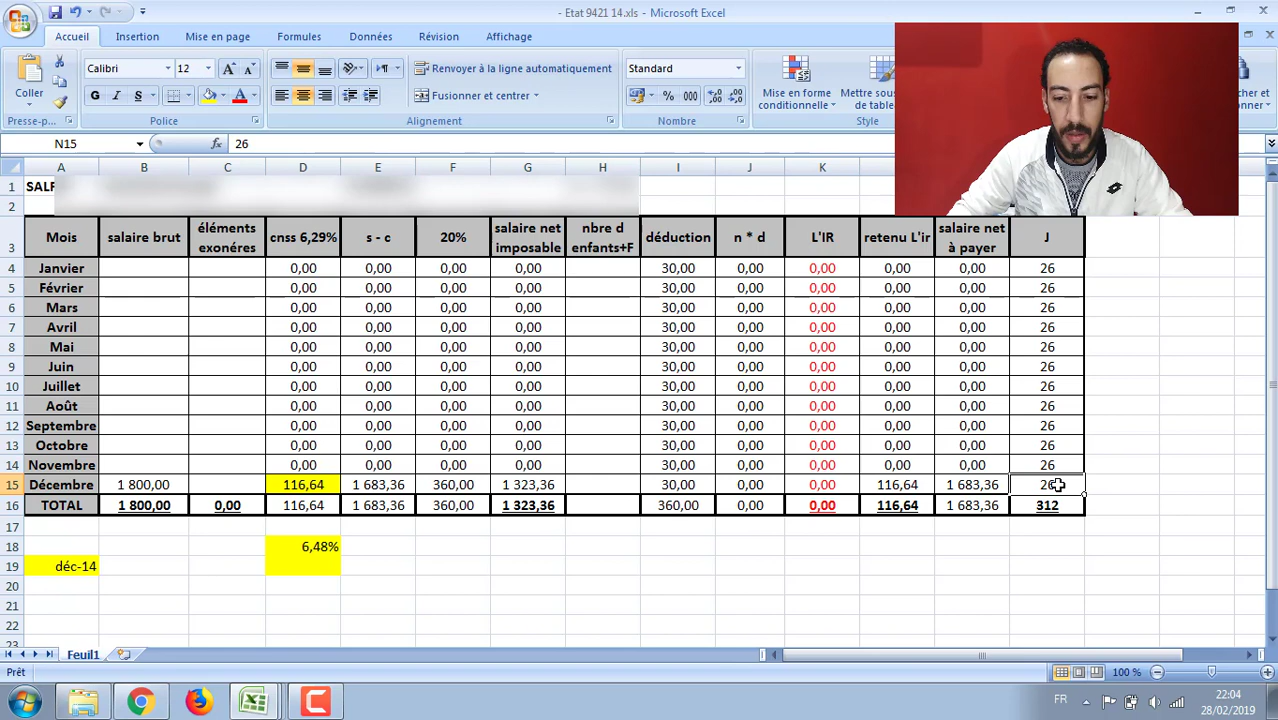 - Etat 9421 14.xls - Microsoft Excel
Accueil Insertion Mise en page Formules Données Révision Affichage
Coller
Calibri 12
Renvoyer à la ligne automatiquement
Standard
G I S
Fusionner et centrer
% 000
Mise en forme
conditionnelle
Mettre sous
de table
Presse-p... Police Alignement Nombre Style
N15 fx 26
A B C D E F G H I J K
1 SALF
2
3 Mois salaire brut éléments exonéres cnss 6,29% s - c 20% salaire net imposable nbre d enfants+F déduction n * d L'IR retenu L'ir salaire net à payer J
4 Janvier 0,00 0,00 0,00 0,00 30,00 0,00 0,00 0,00 0,00 26
5 Février 0,00 0,00 0,00 0,00 30,00 0,00 0,00 0,00 0,00 26
6 Mars 0,00 0,00 0,00 0,00 30,00 0,00 0,00 0,00 0,00 26
7 Avril 0,00 0,00 0,00 0,00 30,00 0,00 0,00 0,00 0,00 26
8 Mai 0,00 0,00 0,00 0,00 30,00 0,00 0,00 0,00 0,00 26
9 Juin 0,00 0,00 0,00 0,00 30,00 0,00 0,00 0,00 0,00 26
10 Juillet 0,00 0,00 0,00 0,00 30,00 0,00 0,00 0,00 0,00 26
11 Août 0,00 0,00 0,00 0,00 30,00 0,00 0,00 0,00 0,00 26
12 Septembre 0,00 0,00 0,00 0,00 30,00 0,00 0,00 0,00 0,00 26
13 Octobre 0,00 0,00 0,00 0,00 30,00 0,00 0,00 0,00 0,00 26
14 Novembre 0,00 0,00 0,00 0,00 30,00 0,00 0,00 0,00 0,00 26
15 Décembre 1 800,00 116,64 1 683,36 360,00 1 323,36 30,00 0,00 0,00 116,64 1 683,36 26
16 TOTAL 1 800,00 0,00 116,64 1 683,36 360,00 1 323,36 360,00 0,00 0,00 116,64 1 683,36 312
17
18 6,48%
19 déc-14
20
21
22
23
Feuil1
Prêt 100 %
FR 22:04
28/02/2019